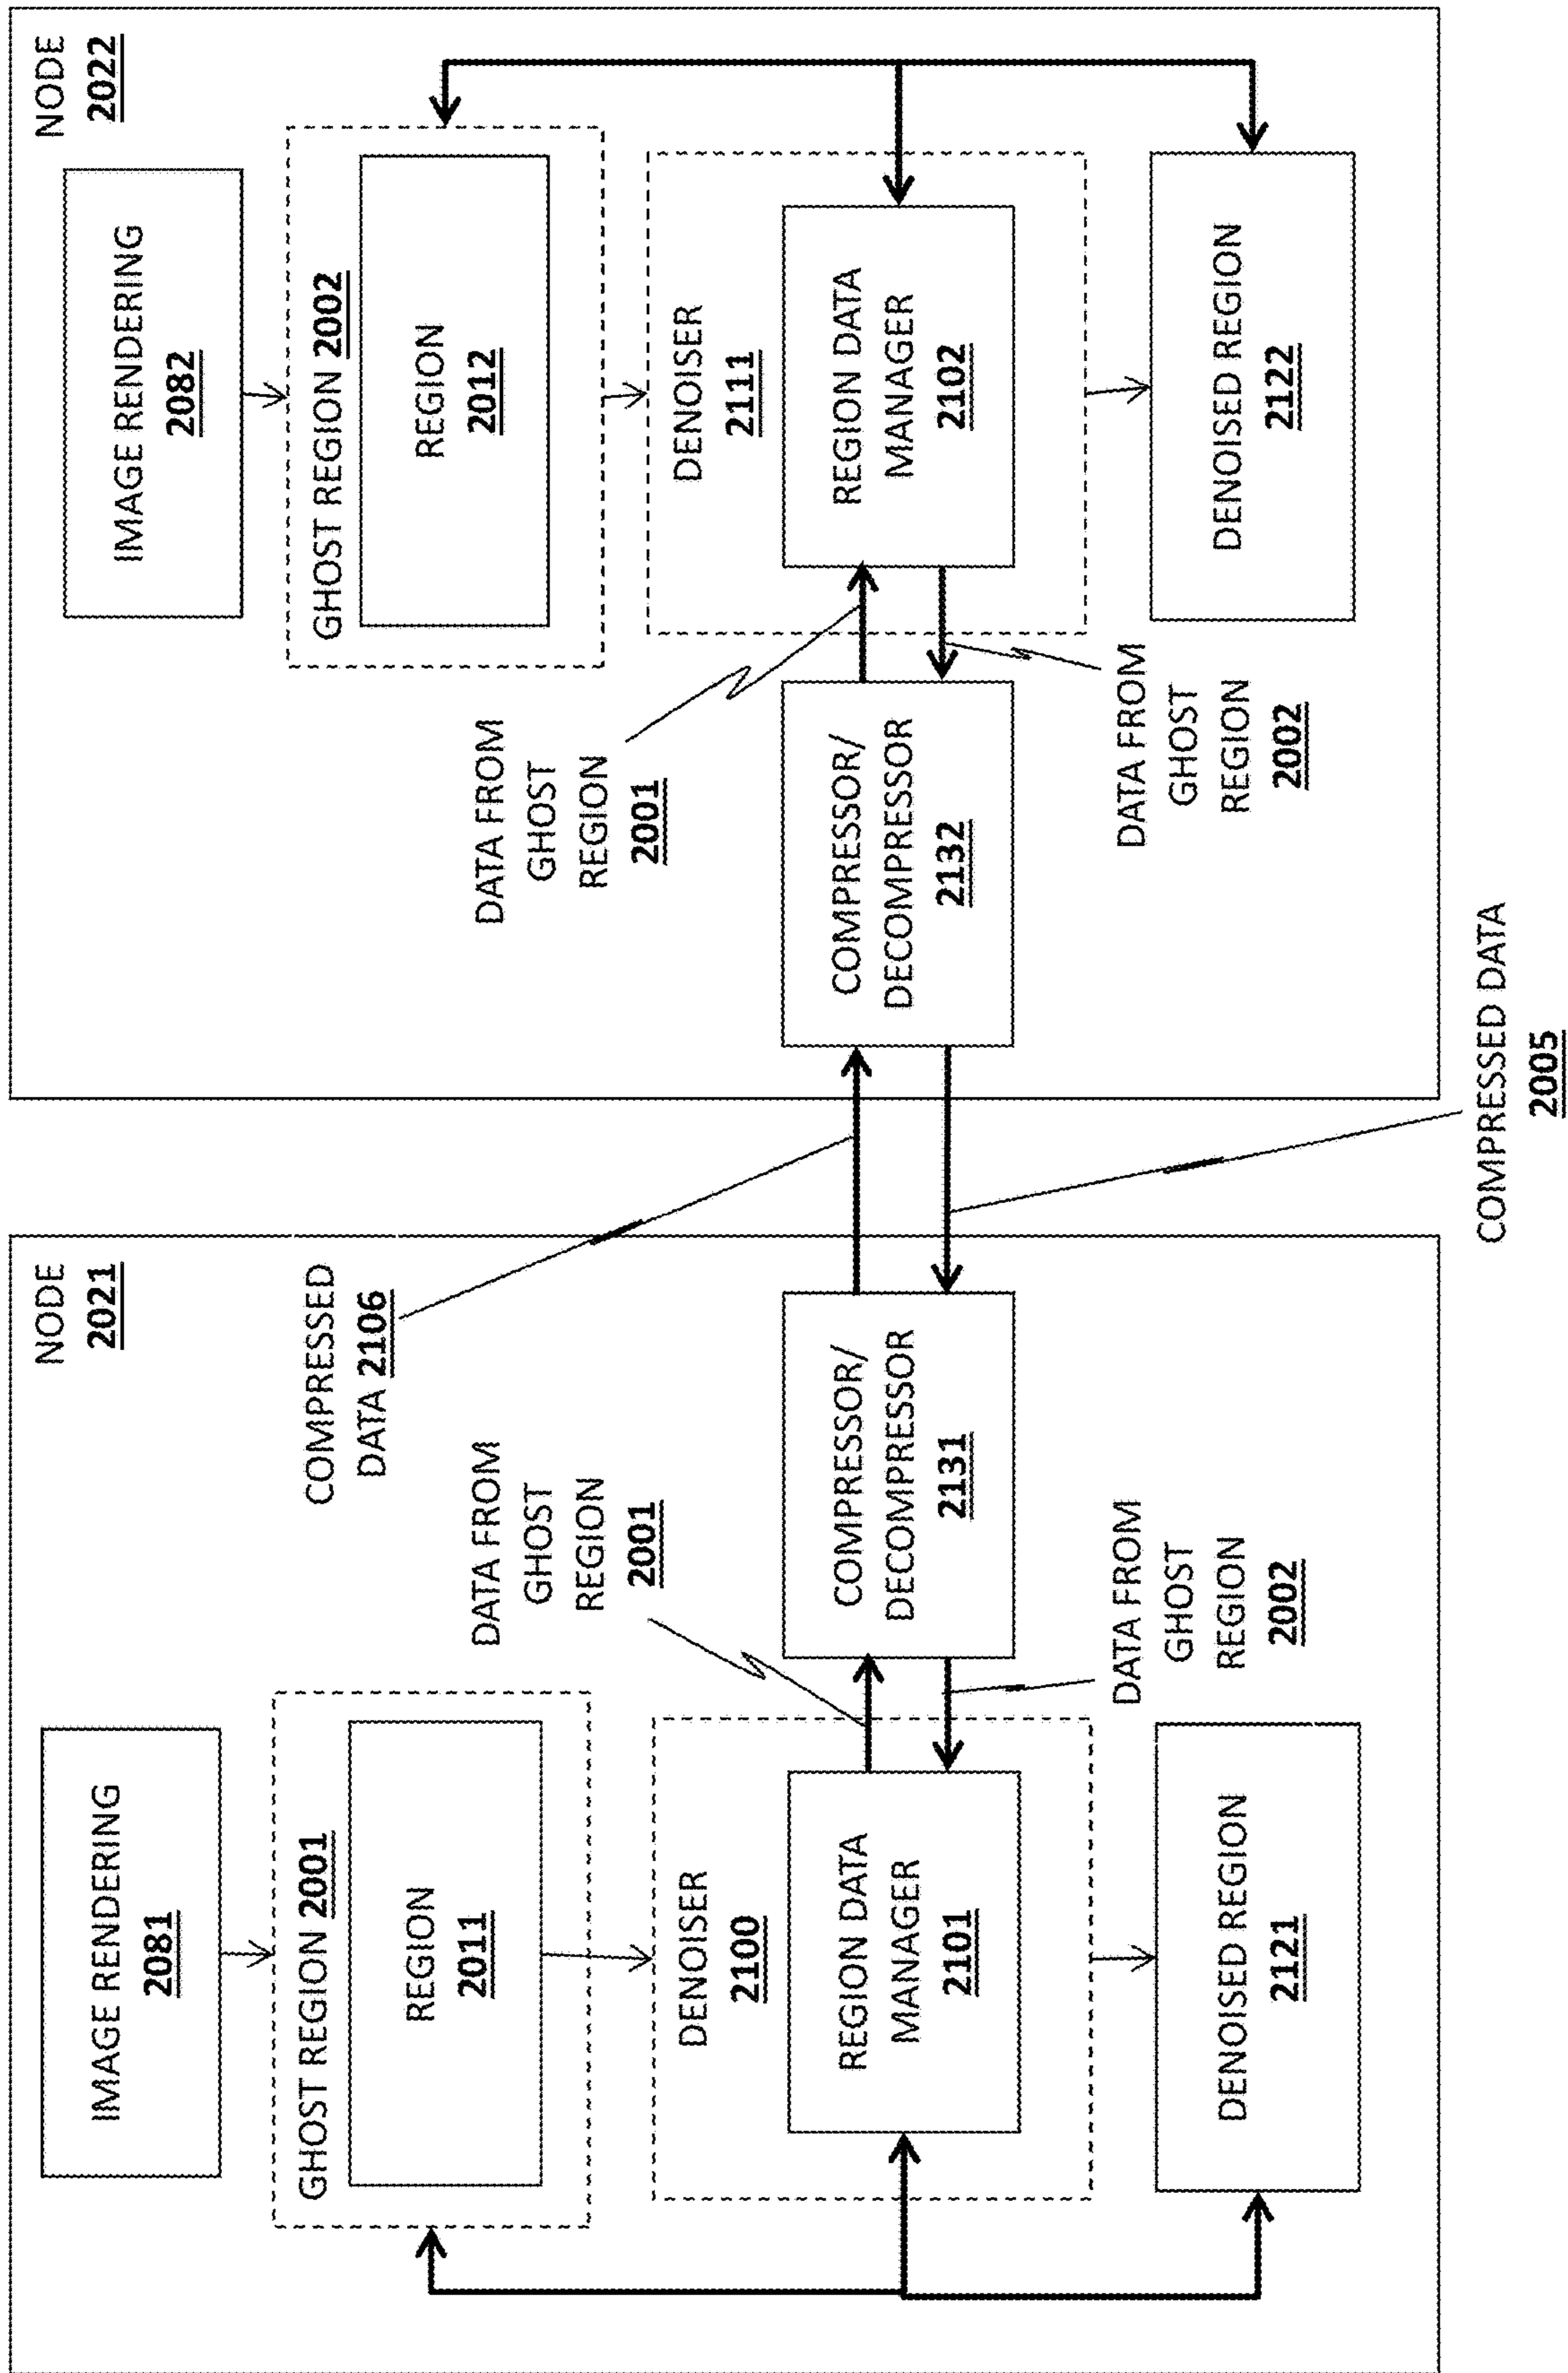 NODE
2021
IMAGE RENDERING
2081
GHOST REGION 2001
REGION
2011
DENOISER
2100
REGION DATA
MANAGER
2101
DENOISED REGION
2121
DATA FROM
GHOST
REGION
2001
COMPRESSOR/
DECOMPRESSOR
2131
DATA FROM
GHOST
REGION
2002
COMPRESSED
DATA 2106
COMPRESSED DATA
2005
NODE
2022
IMAGE RENDERING
2082
GHOST REGION 2002
REGION
2012
DATA FROM
GHOST
REGION
2001
COMPRESSOR/
DECOMPRESSOR
2132
DENOISER
2111
REGION DATA
MANAGER
2102
DATA FROM
GHOST
REGION
2002
DENOISED REGION
2122